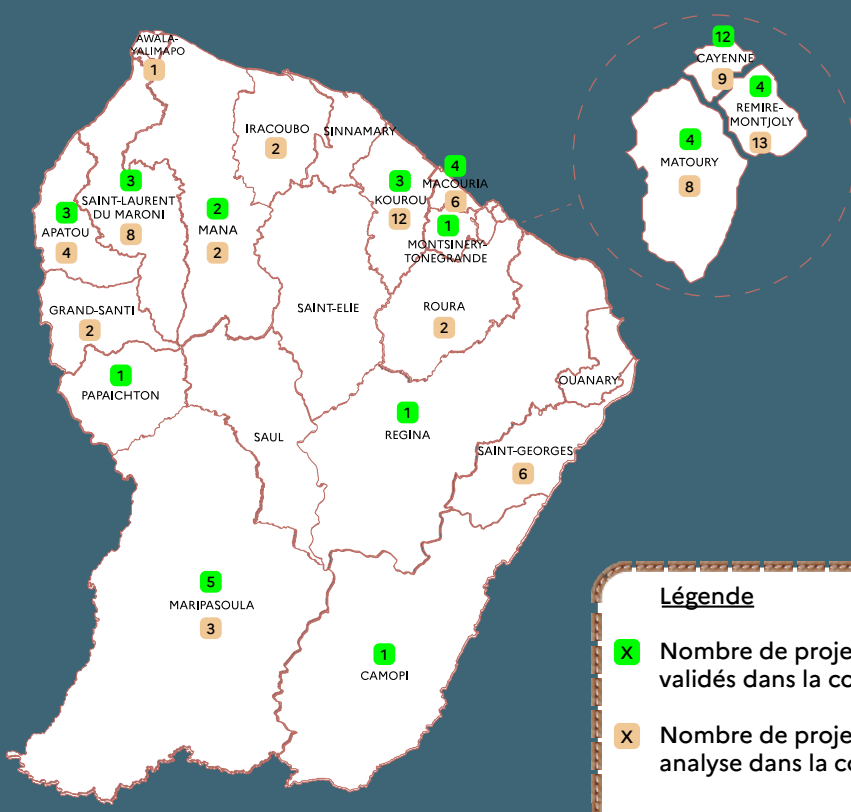 12
CAYENNE
9
4
REMIRE-
MONTJOLY
13
4
MATOURY
8
AWALA-
YALIMAPO
1
IRACOUBO
2
SINNAMARY
3
KOUROU
12
4
MACOURIA
6
1
MONTSINERY-
TONEGRANDE
3
SAINT-LAURENT
DU MARONI
8
3
APATOU
4
2
MANA
2
GRAND-SANTI
2
SAINT-ELIE
ROURA
2
1
PAPAICHTON
OUANARY
1
REGINA
SAUL
SAINT-GEORGES
6
5
MARIPASOULA
3
1
CAMOPI
Légende
X Nombre de proje
validés dans la co
X Nombre de proje
analyse dans la co